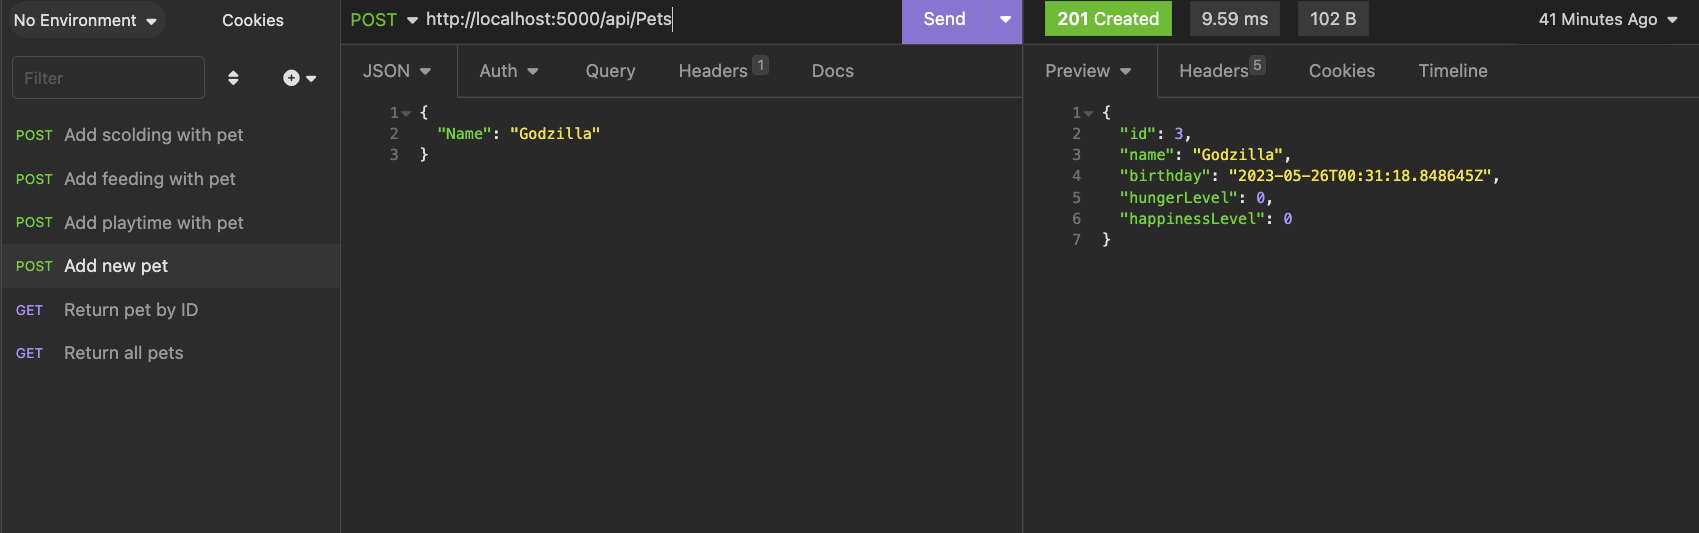 No Environment
Cookies
Filter
POST Add scolding with pet
POST Add feeding with pet
POST Add playtime with pet
POST Add new pet
GET Return pet by ID
GET Return all pets
POST http://localhost:5000/api/Pets Send
JSON Auth Query Headers 1 Docs
1 {
2 "Name": "Godzilla"
3 }
201 Created 9.59 ms 102 B 41 Minutes Ago
Preview Headers 5 Cookies Timeline
1 {
2 "id": 3,
3 "name": "Godzilla",
4 "birthday": "2023-05-26T00:31:18.848645Z",
5 "hungerLevel": 0,
6 "happinessLevel": 0
7 }